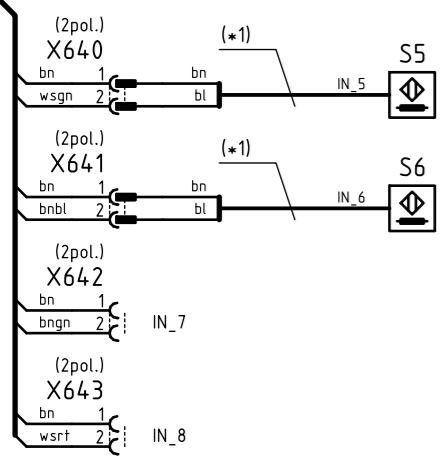 (2pol.)
X640
(*1)
S5
bn 1 bn
IN_5
wsgn 2 bl
(2pol.)
X641
(*1)
S6
bn 1 bn
IN_6
bnbl 2 bl
(2pol.)
X642
bn 1
IN_7
bngn 2
(2pol.)
X643
bn 1
IN_8
wsrt 2